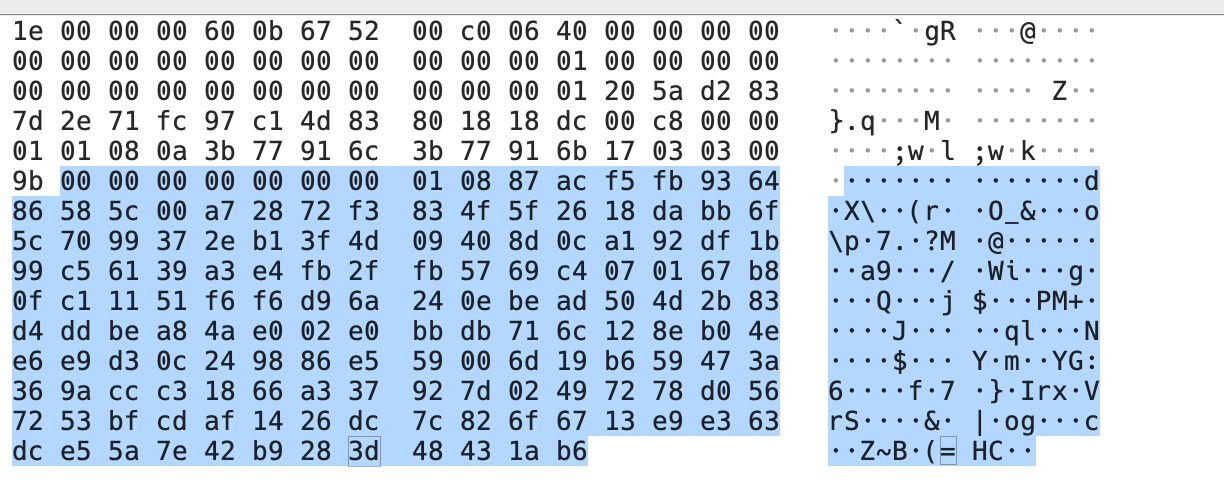 1e 00 00 00 60 0b 67 52 00 c0 06 40 00 00 00 00 ····`·gR ···@····
00 00 00 00 00 00 00 00 00 00 00 01 00 00 00 00 ········ ········
00 00 00 00 00 00 00 00 00 00 00 01 20 5a d2 83 ········ ···· Z··
7d 2e 71 fc 97 c1 4d 83 80 18 18 dc 00 c8 00 00 }.q···M· ········
01 01 08 0a 3b 77 91 6c 3b 77 91 6b 17 03 03 00 ····;w·l ;w·k····
9b 00 00 00 00 00 00 00 01 08 87 ac f5 fb 93 64 ········ ·······d
86 58 5c 00 a7 28 72 f3 83 4f 5f 26 18 da bb 6f ·X\··(r· ·O_&···o
5c 70 99 37 2e b1 3f 4d 09 40 8d 0c a1 92 df 1b \p·7.·?M ·@······
99 c5 61 39 a3 e4 fb 2f fb 57 69 c4 07 01 67 b8 ··a9···/ ·Wi···g·
0f c1 11 51 f6 f6 d9 6a 24 0e be ad 50 4d 2b 83 ···Q···j $···PM+·
d4 dd be a8 4a e0 02 e0 bb db 71 6c 12 8e b0 4e ····J··· ··ql···N
e6 e9 d3 0c 24 98 86 e5 59 00 6d 19 b6 59 47 3a ····$··· Y·m··YG:
36 9a cc c3 18 66 a3 37 92 7d 02 49 72 78 d0 56 6····f·7 ·}·Irx·V
72 53 bf cd af 14 26 dc 7c 82 6f 67 13 e9 e3 63 rS····&· |·og···c
dc e5 5a 7e 42 b9 28 3d 48 43 1a b6 ··Z~B·(= HC··